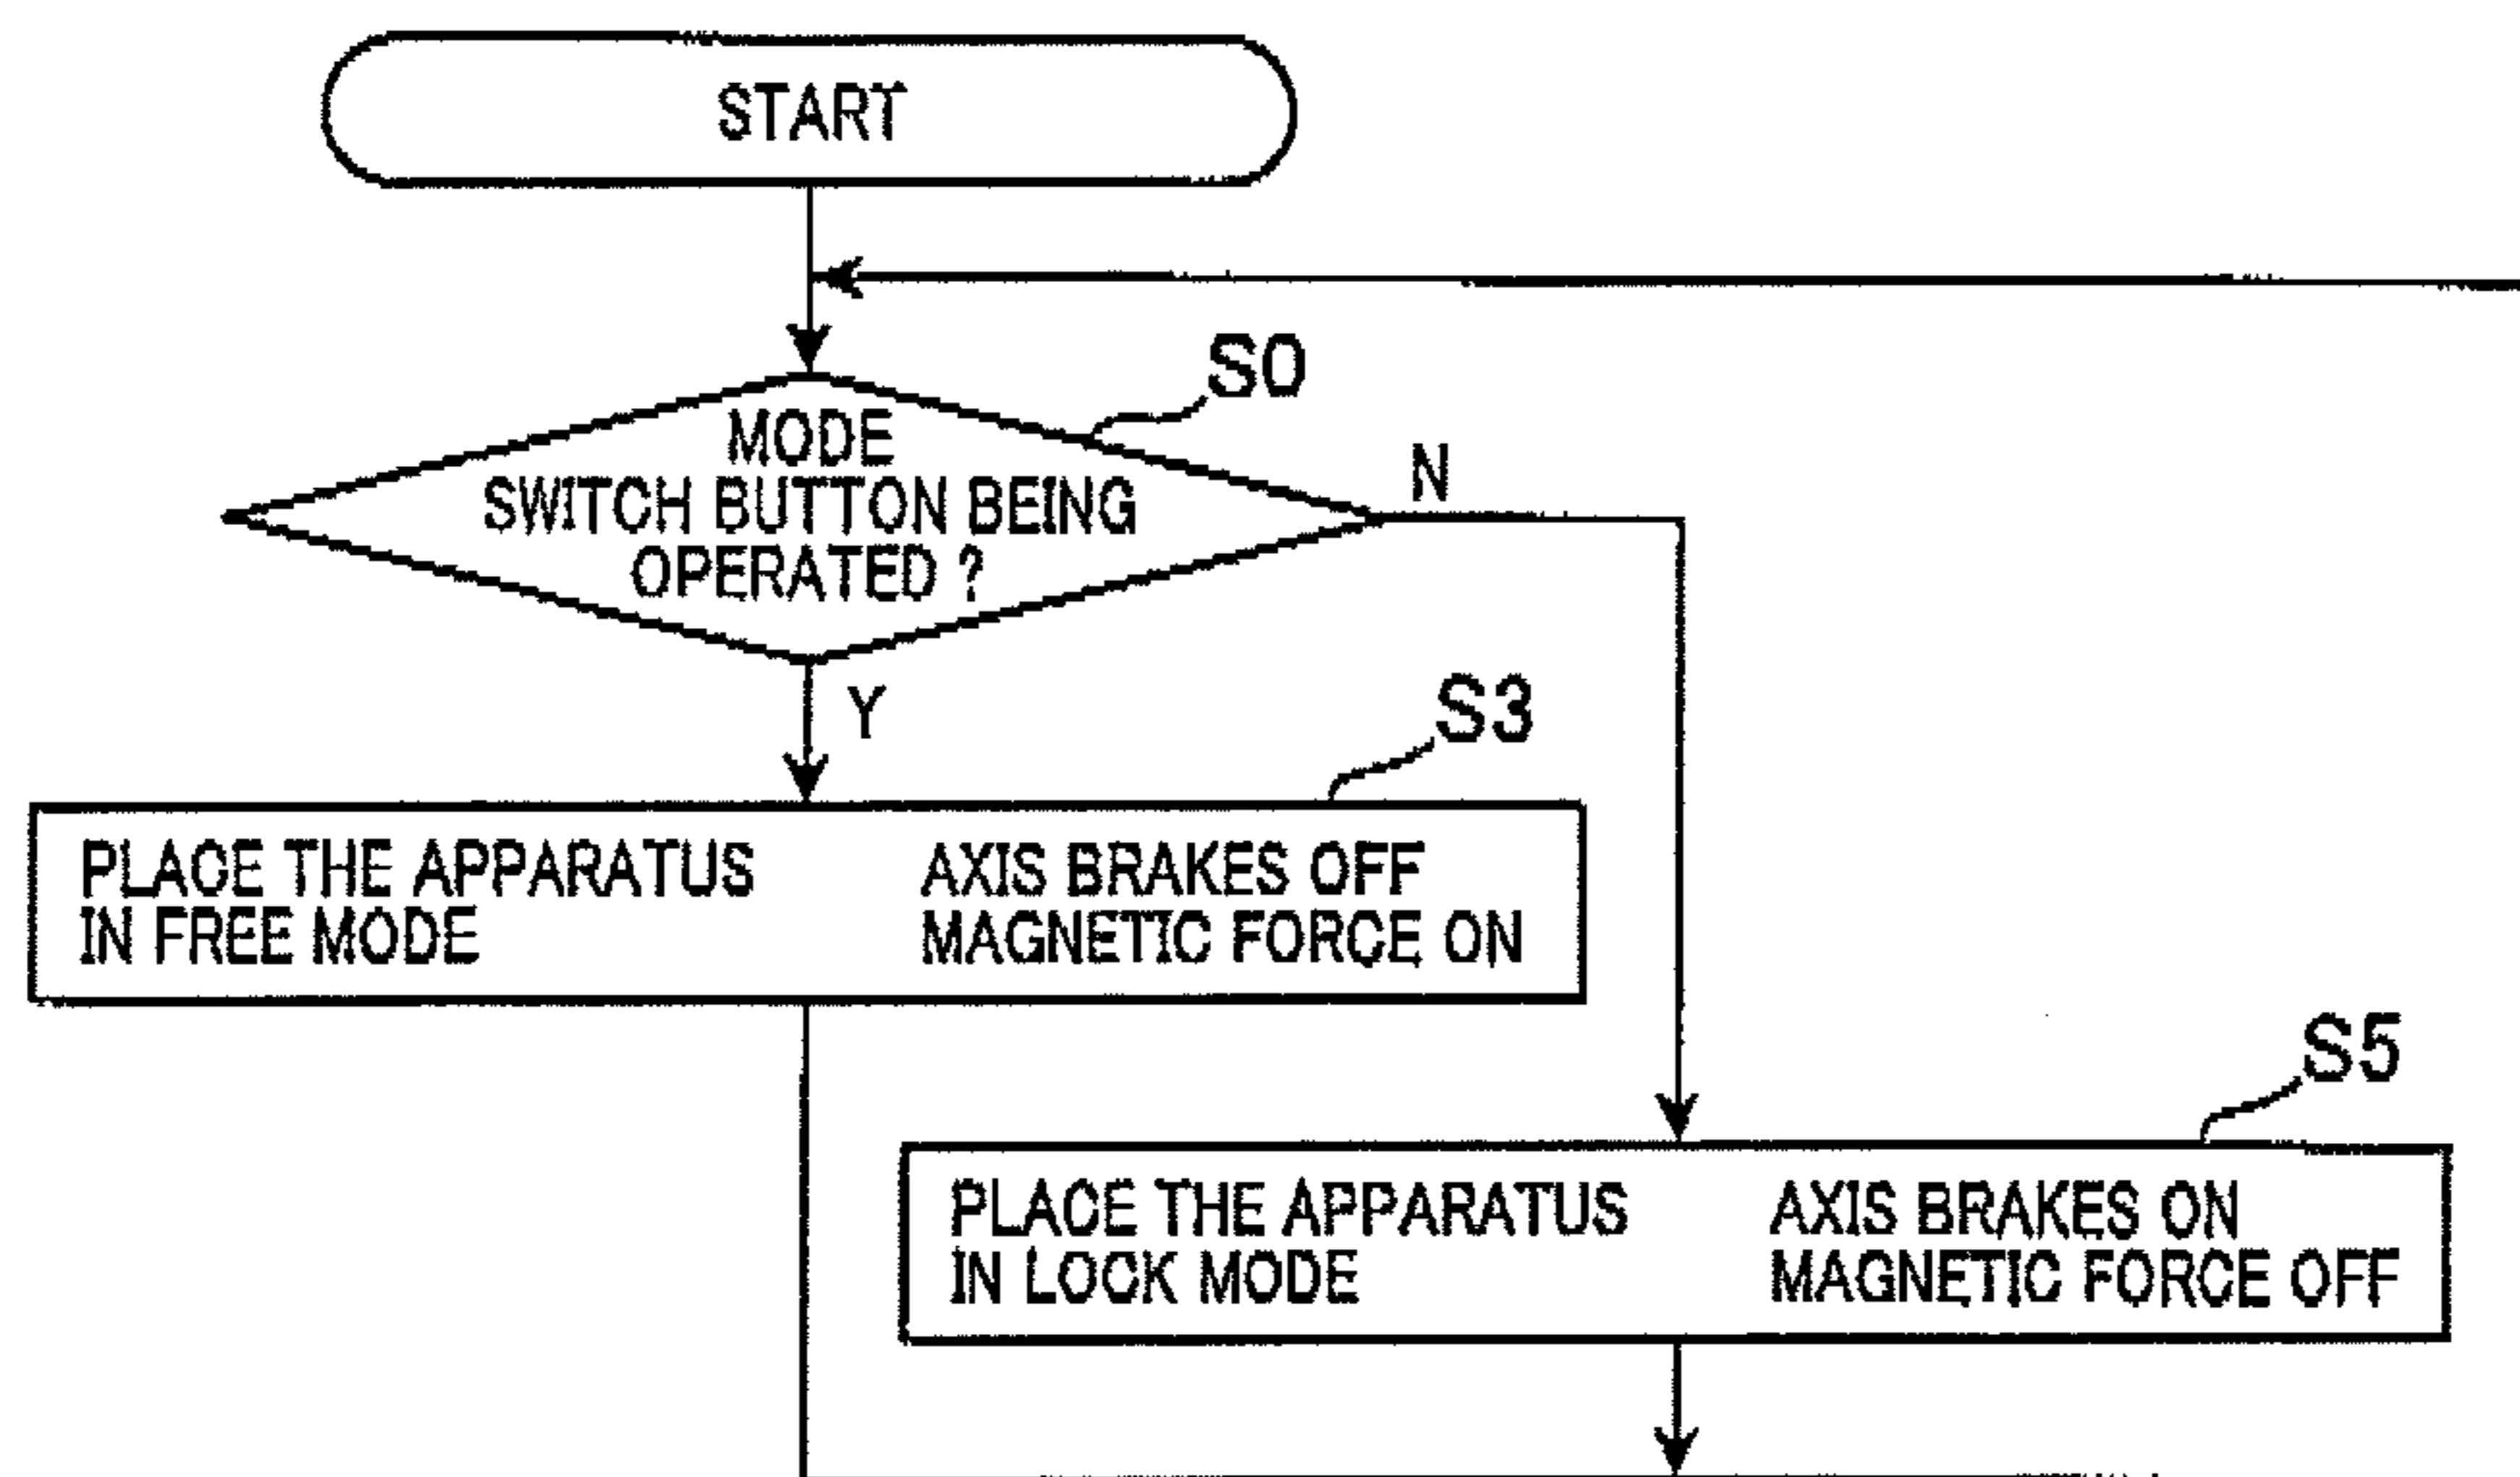 START
S0
MODE
SWITCH BUTTON BEING
OPERATED ?
N
Y
S3
PLACE THE APPARATUS
IN FREE MODE
AXIS BRAKES OFF
MAGNETIC FORCE ON
S5
PLACE THE APPARATUS
IN LOCK MODE
AXIS BRAKES ON
MAGNETIC FORCE OFF